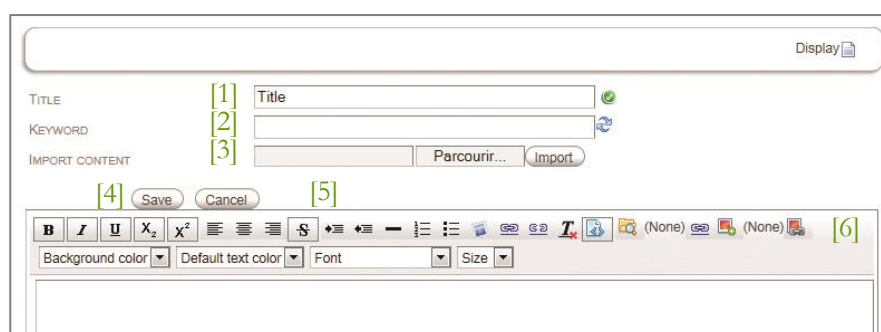 Display
TITLE [1] Title
KEYWORD [2]
IMPORT CONTENT [3] Parcourir... Import
[4] Save Cancel [5]
B I U X2 X² S T (None) (None) [6]
Background color Default text color Font Size